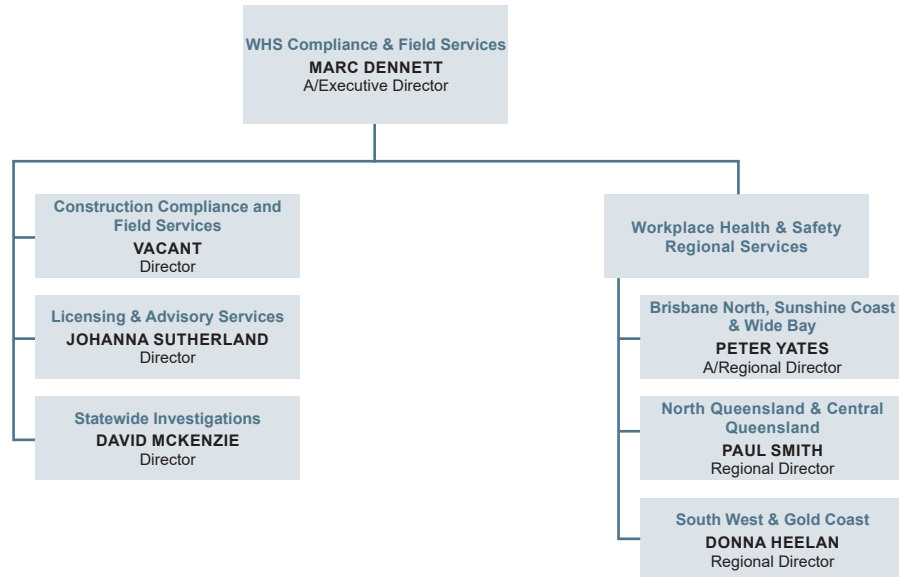 WHS Compliance & Field Services
MARC DENNETT
A/Executive Director
Construction Compliance and
Field Services
VACANT
Director
Licensing & Advisory Services
JOHANNA SUTHERLAND
Director
Statewide Investigations
DAVID MCKENZIE
Director
Workplace Health & Safety
Regional Services
Brisbane North, Sunshine Coast
& Wide Bay
PETER YATES
A/Regional Director
North Queensland & Central
Queensland
PAUL SMITH
Regional Director
South West & Gold Coast
DONNA HEELAN
Regional Director